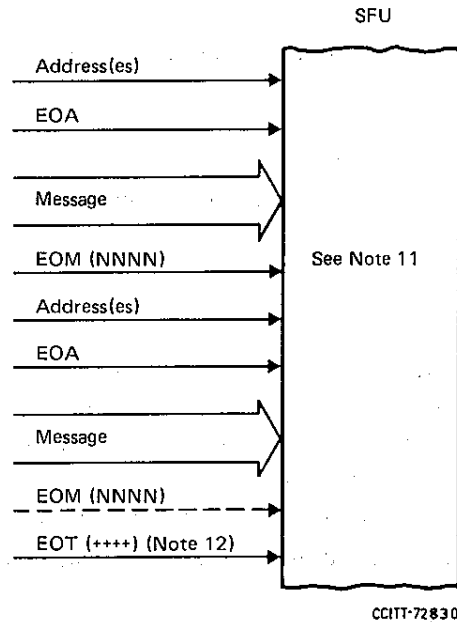 SFU
Address(es)
EOA
Message
EOM (NNNN)
See Note 11
Address(es)
EOA
Message
EOM (NNNN)
EOT (++++) (Note 12)
CCITT-72830